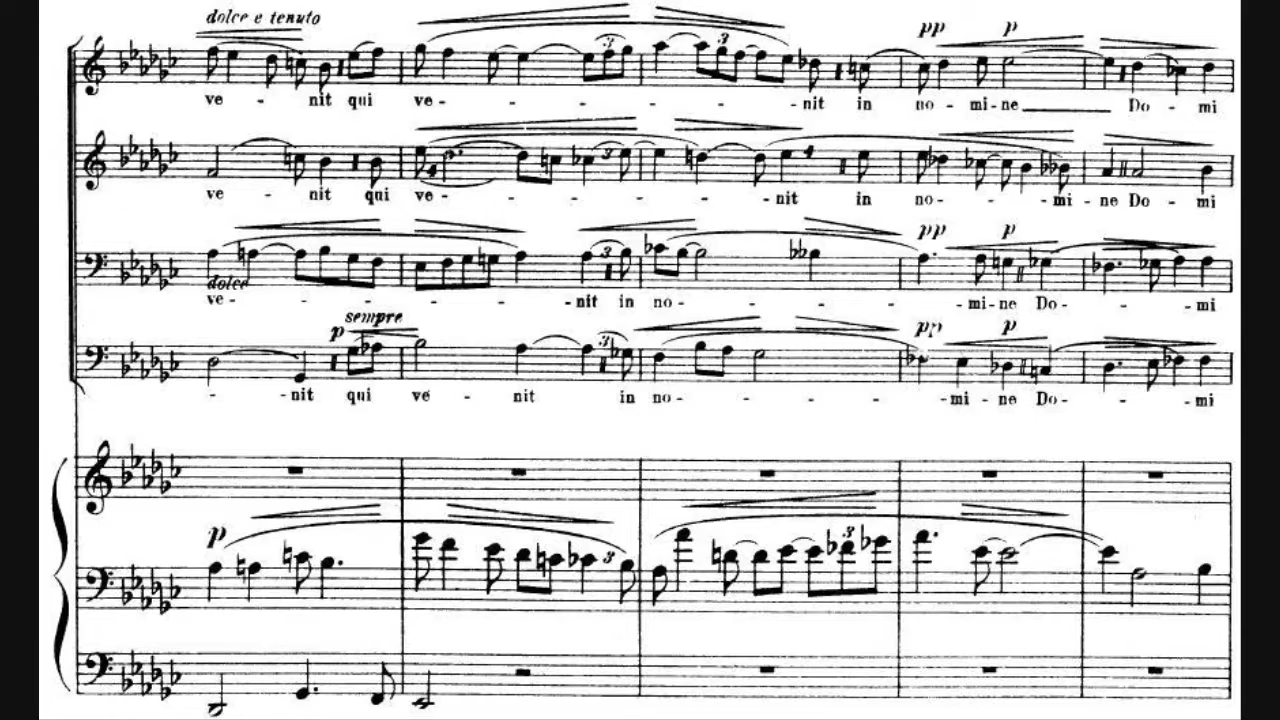 dolce e tenuto
pp p
ve - nit qui ve - - - - - - nit in no - mi - ne Do - mi
ve - nit qui ve - - - - - - nit in no - - - mi - ne Do - mi
pp p
dolce
ve - - - - - - - nit in no - - - - - - mi - ne Do - - mi
p sempre
pp p
- - nit qui ve - nit in no - - - - - - mi - ne Do - - - mi
p